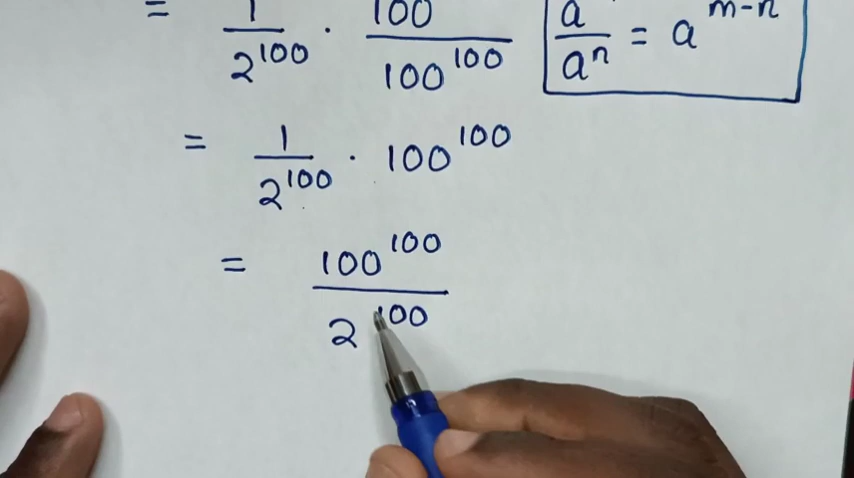 = 1/2^100 · 100/100^100
a/a^n = a^m-n
= 1/2^100 · 100^100
= 100^100/2^100